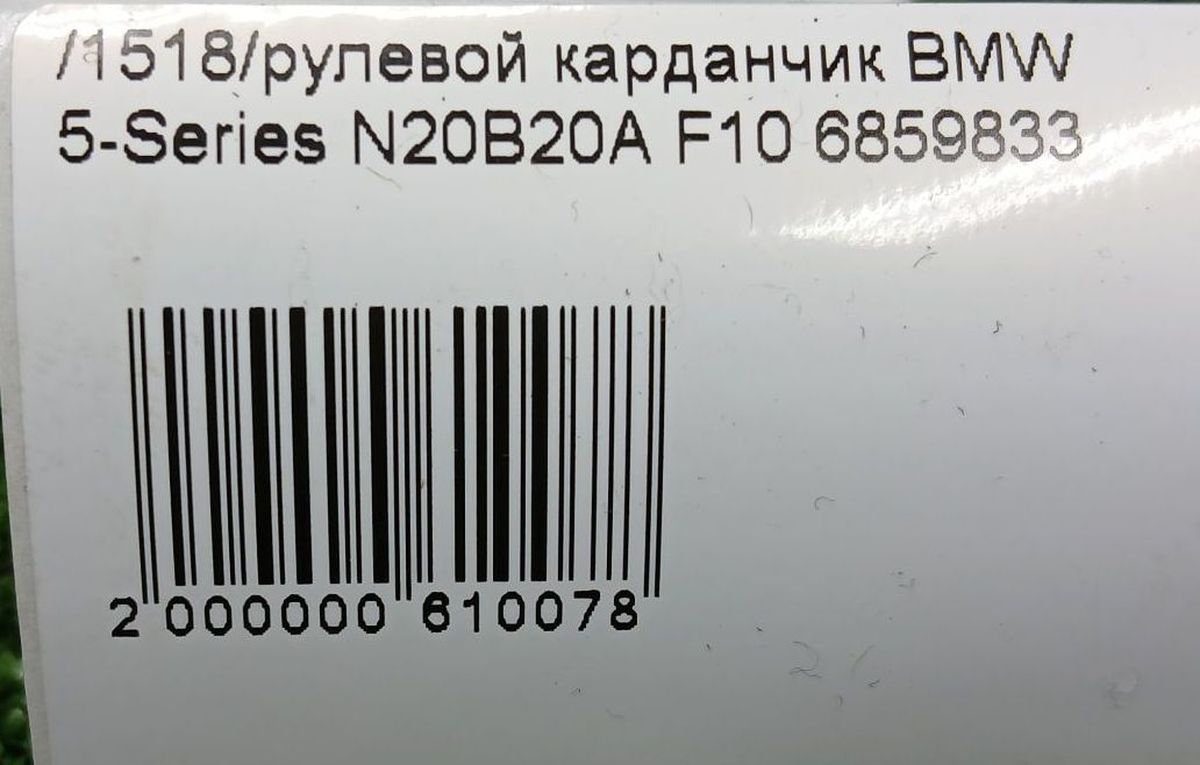 /1518/рулевой карданчик BMW
5-Series N20B20A F10 6859833
2 000000 610078